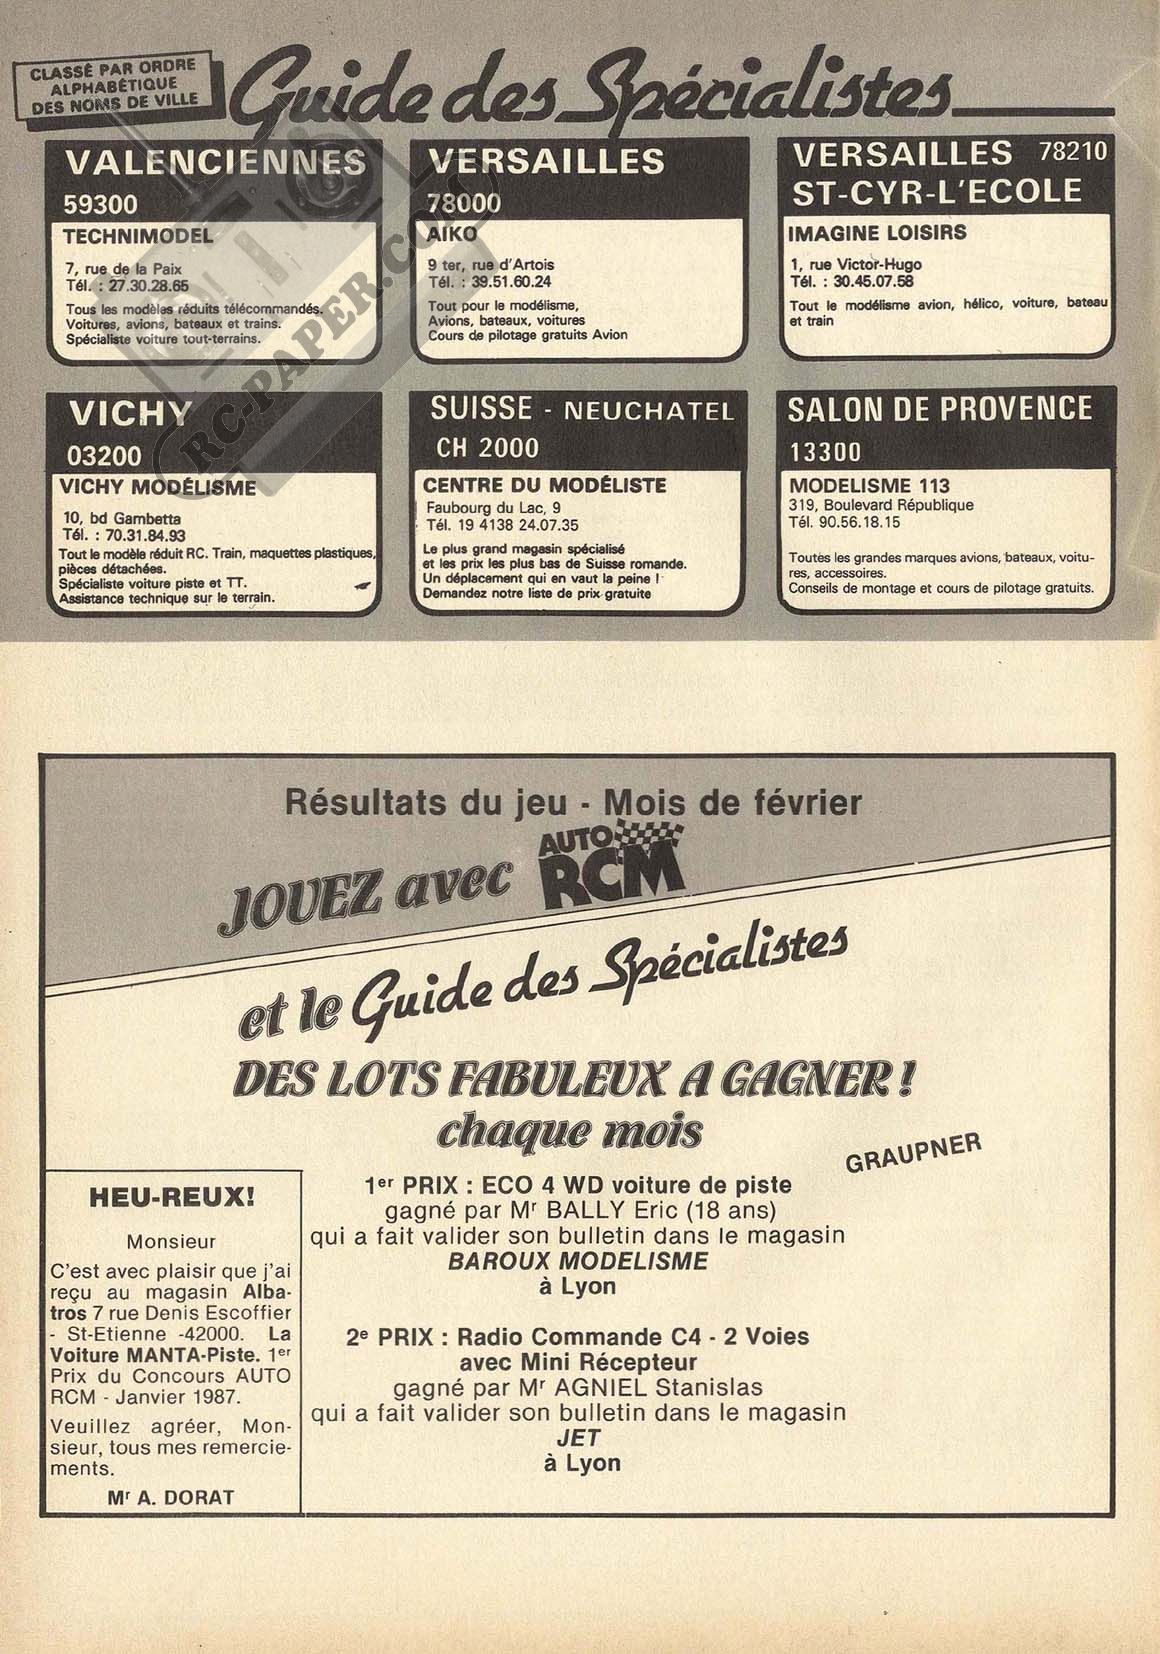 CLASSÉ PAR ORDRE
ALPHABÉTIQUE
DES NOMS DE VILLE
Guide des Spécialistes
VALENCIENNES
59300
TECHNIMODEL
7, rue de la Paix
Tél. : 27.30.28.65
Tous les modèles réduits télécommandés.
Voitures, avions, bateaux et trains.
Spécialiste voiture tout-terrains.
VERSAILLES
78000
AIKO
9 ter, rue d'Artois
Tél. : 39.51.60.24
Tout pour le modélisme,
Avions, bateaux, voitures
Cours de pilotage gratuits Avion
VERSAILLES 78210
ST-CYR-L'ECOLE
IMAGINE LOISIRS
1, rue Victor-Hugo
Tél. : 30.45.07.58
Tout le modélisme avion, hélico, voiture, bateau
et train
VICHY
03200
VICHY MODÉLISME
10, bd Gambetta
Tél. : 70.31.84.93
Tout le modèle réduit RC. Train, maquettes plastiques,
pièces détachées.
Spécialiste voiture piste et TT.
Assistance technique sur le terrain.
SUISSE - NEUCHATEL
CH 2000
CENTRE DU MODÉLISTE
Faubourg du Lac, 9
Tél. 19 4138 24.07.35
Le plus grand magasin spécialisé
et les prix les plus bas de Suisse romande.
Un déplacement qui en vaut la peine !
Demandez notre liste de prix gratuite
SALON DE PROVENCE
13300
MODELISME 113
319, Boulevard République
Tél. 90.56.18.15
Toutes les grandes marques avions, bateaux, voitu-
res, accessoires.
Conseils de montage et cours de pilotage gratuits.
RC-PAPER.COM
Résultats du jeu - Mois de février
JOUEZ avec AUTO RCM
et le Guide des Spécialistes
DES LOTS FABULEUX A GAGNER !
chaque mois
GRAUPNER
1er PRIX : ECO 4 WD voiture de piste
gagné par Mr BALLY Eric (18 ans)
qui a fait valider son bulletin dans le magasin
BAROUX MODELISME
à Lyon
2e PRIX : Radio Commande C4 - 2 Voies
avec Mini Récepteur
gagné par Mr AGNIEL Stanislas
qui a fait valider son bulletin dans le magasin
JET
à Lyon
HEU-REUX!
Monsieur
C'est avec plaisir que j'ai
reçu au magasin Alba-
tros 7 rue Denis Escoffier
- St-Etienne -42000. La
Voiture MANTA-Piste. 1er
Prix du Concours AUTO
RCM - Janvier 1987.
Veuillez agréer, Mon-
sieur, tous mes remercie-
ments.
Mr A. DORAT